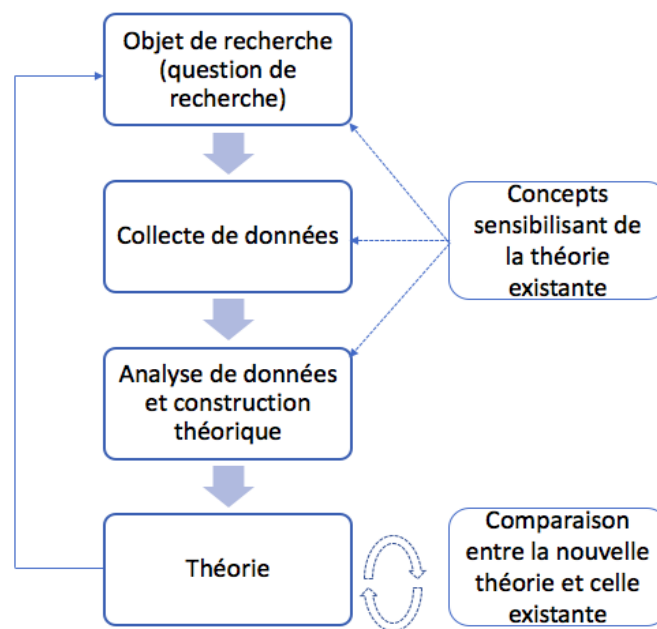 Objet de recherche
(question de
recherche)
Collecte de données
Concepts
sensibilisant de
la théorie
existante
Analyse de données
et construction
théorique
Théorie
Comparaison
entre la nouvelle
théorie et celle
existante